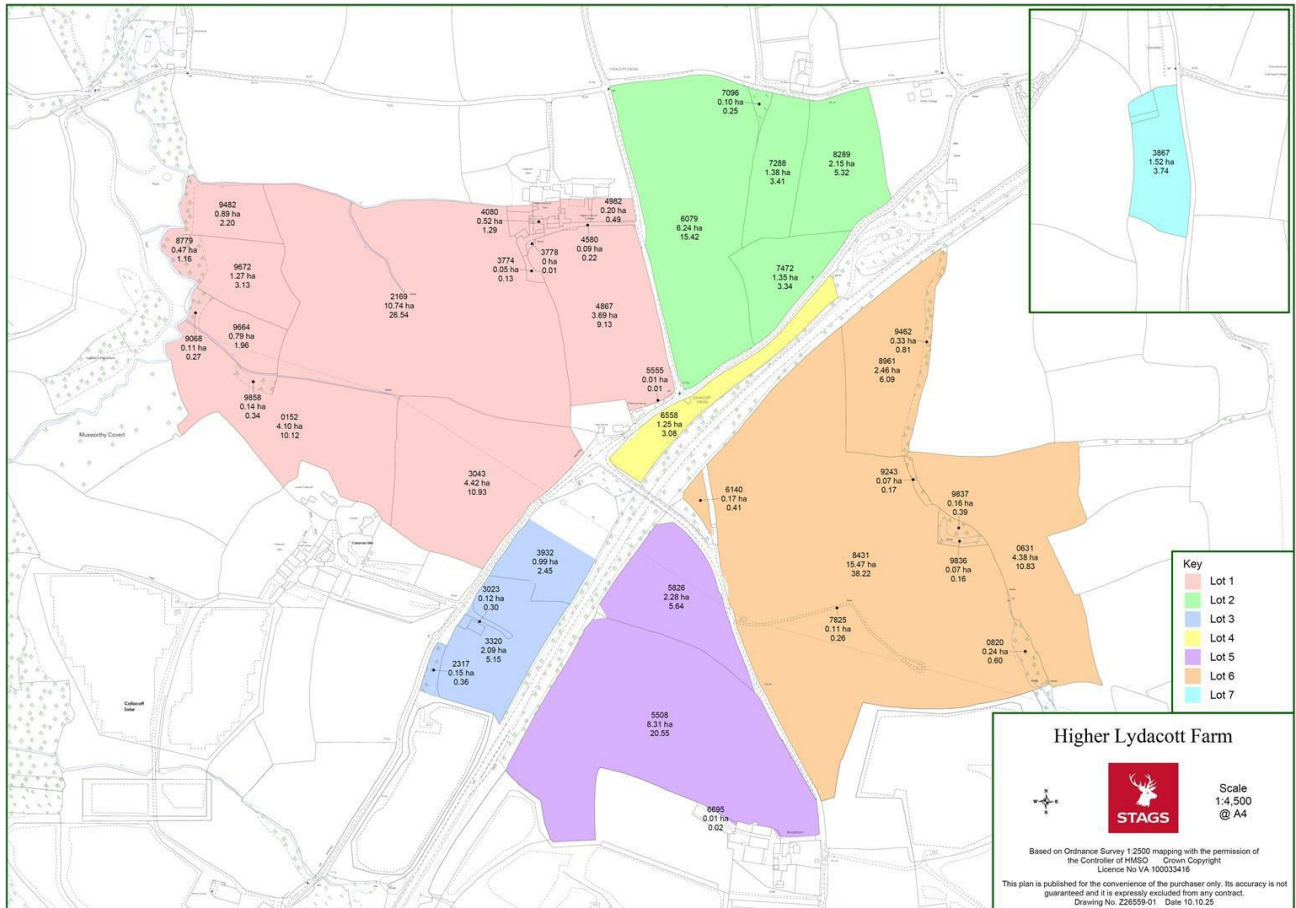 7096
0.10 ha
0.25
8289
2.15 ha
5.32
7288
1.38 ha
3.41
6079
6.24 ha
15.42
7472
1.35 ha
3.34
3867
1.52 ha
3.74
9482
0.89 ha
2.20
8779
0.47 ha
1.16
9672
1.27 ha
3.13
9664
0.79 ha
1.96
9068
0.11 ha
0.27
9858
0.14 ha
0.34
0152
4.10 ha
10.12
2169
10.74 ha
26.54
4080
0.52 ha
1.29
4982
0.20 ha
0.49
4580
0.09 ha
0.22
3778
0 ha
0.01
3774
0.05 ha
0.13
4867
3.69 ha
9.13
5555
0.01 ha
0.01
3043
4.42 ha
10.93
Muxworthy Covert
6558
1.25 ha
3.08
9462
0.33 ha
0.81
8961
2.46 ha
6.09
9243
0.07 ha
0.17
9837
0.16 ha
0.39
9836
0.07 ha
0.16
0631
4.38 ha
10.83
6140
0.17 ha
0.41
8431
15.47 ha
38.22
7825
0.11 ha
0.26
0820
0.24 ha
0.60
3932
0.99 ha
2.45
3023
0.12 ha
0.30
3320
2.09 ha
5.15
2317
0.15 ha
0.36
5826
2.28 ha
5.64
5508
8.31 ha
20.55
6695
0.01 ha
0.02
Collacott
Solar
Key
Lot 1
Lot 2
Lot 3
Lot 4
Lot 5
Lot 6
Lot 7
Higher Lydacott Farm
N
W E
S
STAGS
Scale
1:4,500
@ A4
Based on Ordnance Survey 1:2500 mapping with the permission of
the Controller of HMSO Crown Copyright
Licence No VA 100033416
This plan is published for the convenience of the purchaser only. Its accuracy is not
guaranteed and it is expressly excluded from any contract.
Drawing No. Z26559-01 Date 10.10.25